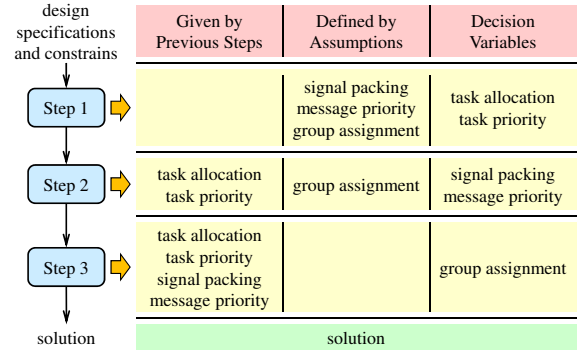 design
specifications
and constrains
Given by
Previous Steps
Defined by
Assumptions
Decision
Variables
Step 1
signal packing
message priority
group assignment
task allocation
task priority
Step 2
task allocation
task priority
group assignment
signal packing
message priority
Step 3
task allocation
task priority
signal packing
message priority
group assignment
solution
solution